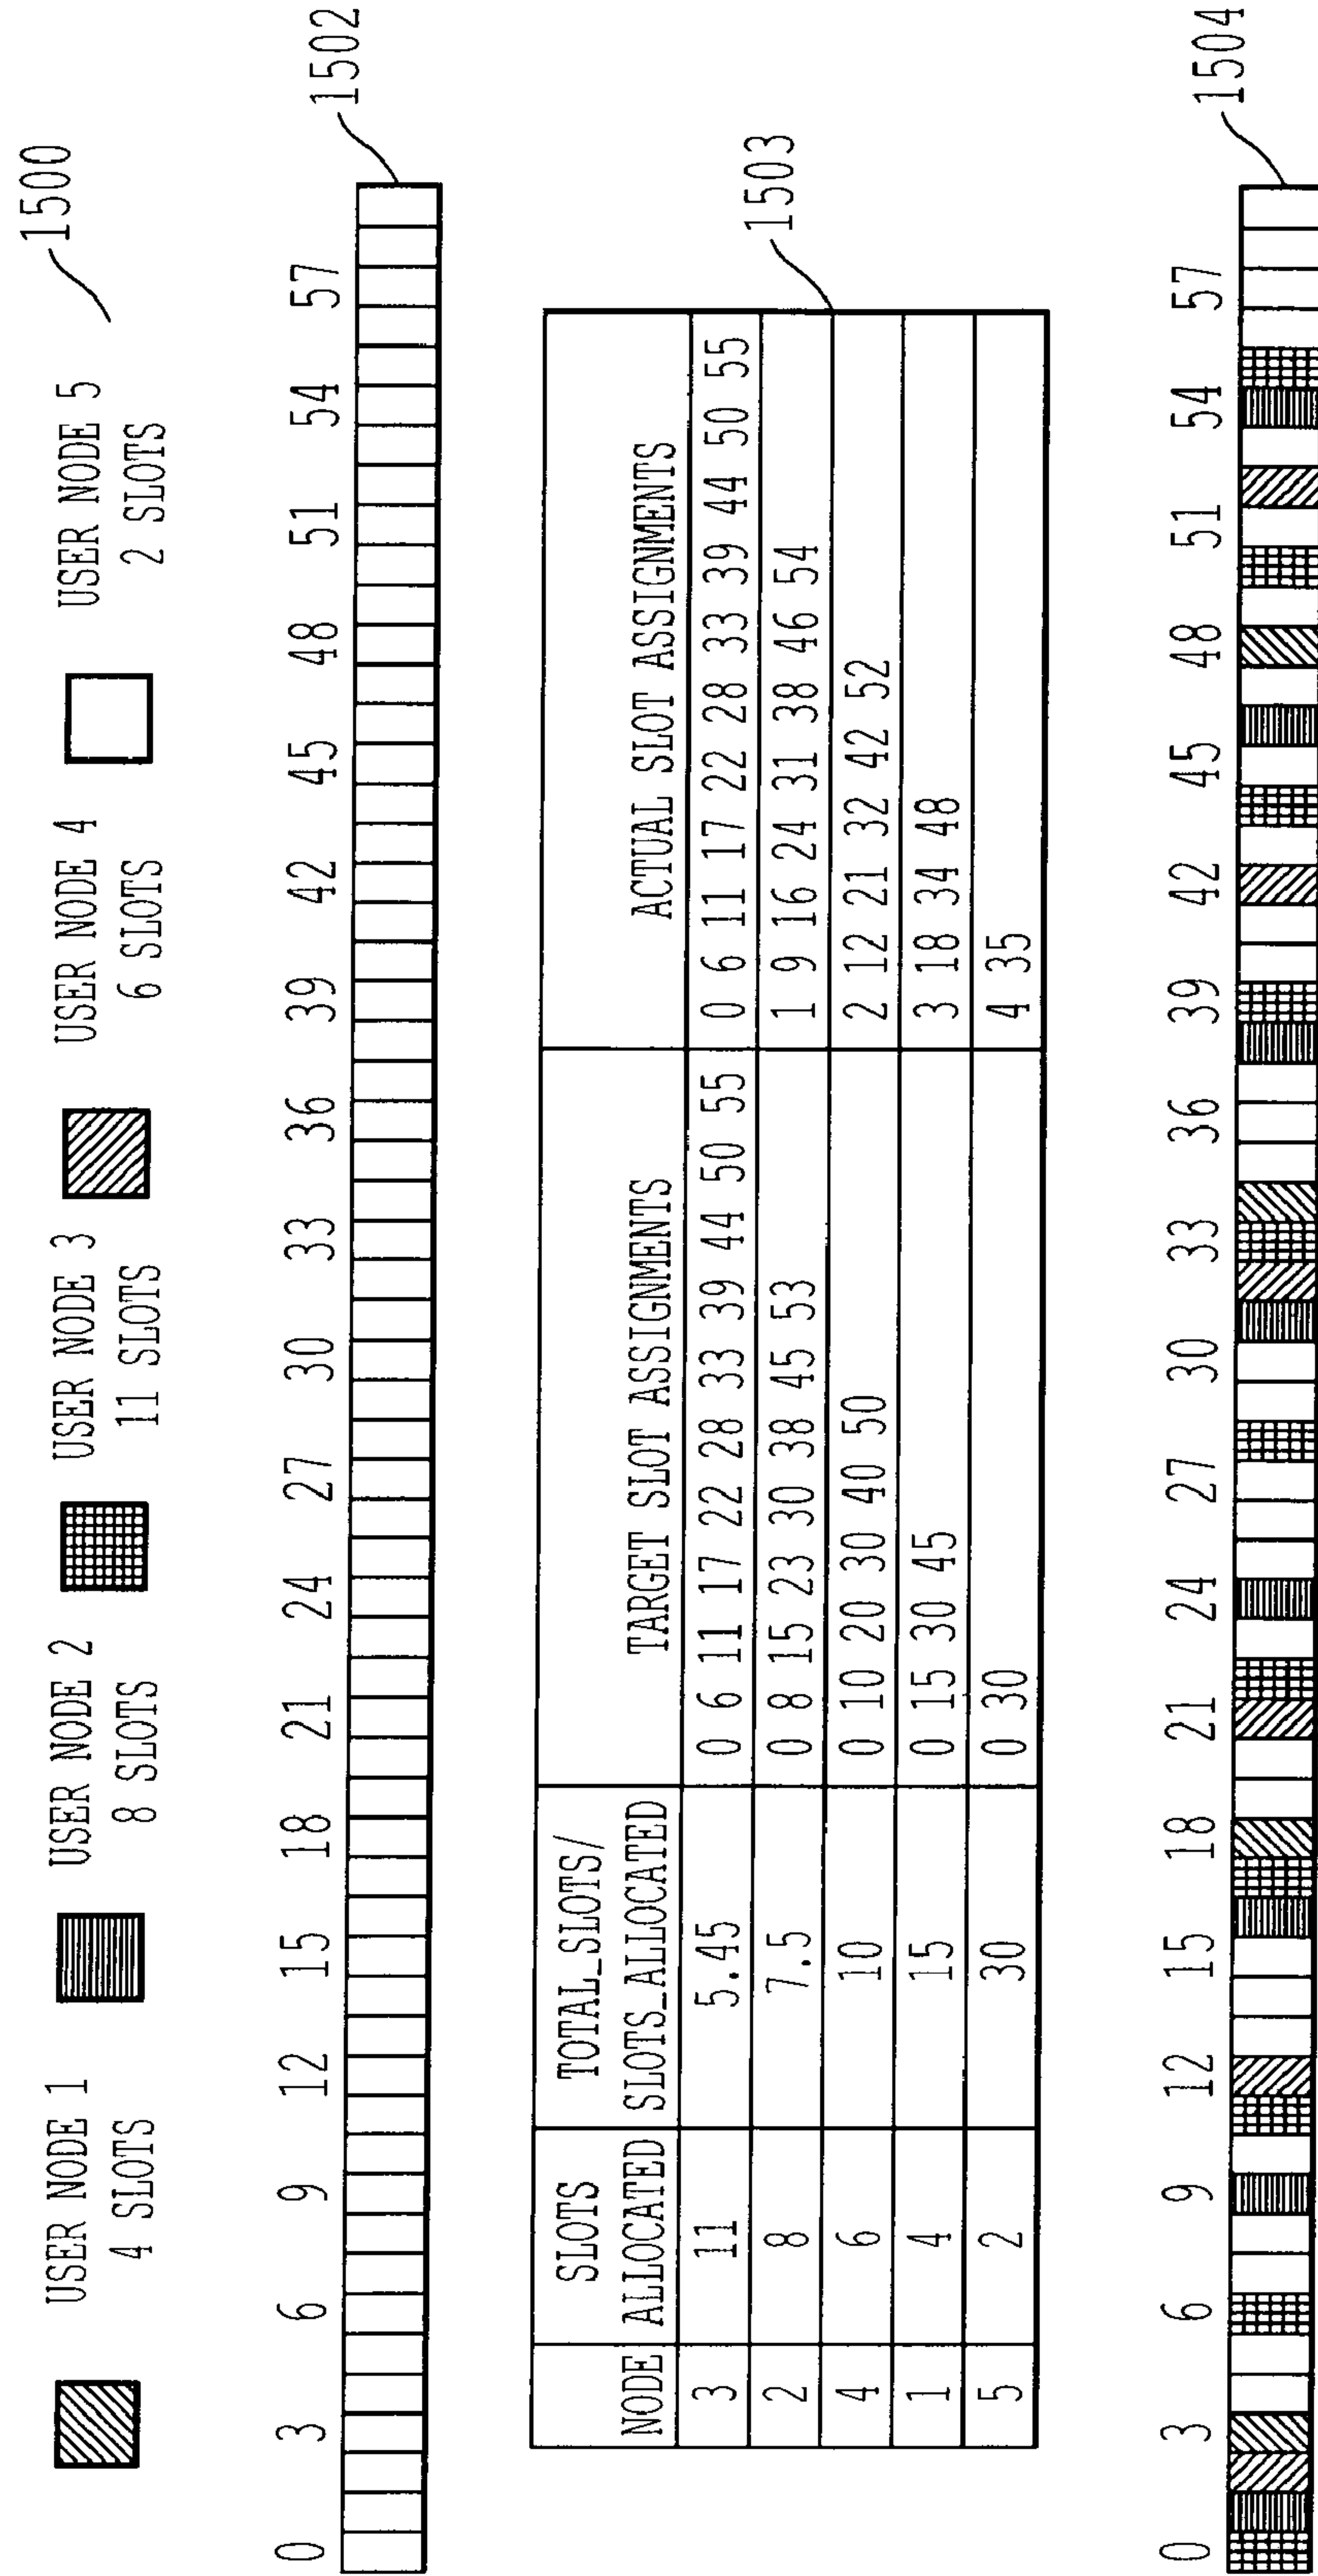 1500
USER NODE 1 USER NODE 2 USER NODE 3 USER NODE 4 USER NODE 5
4 SLOTS 8 SLOTS 11 SLOTS 6 SLOTS 2 SLOTS
0 3 6 9 12 15 18 21 24 27 30 33 36 39 42 45 48 51 54 57
1502
NODE SLOTS ALLOCATED TOTAL_SLOTS/ SLOTS_ALLOCATED TARGET SLOT ASSIGNMENTS ACTUAL SLOT ASSIGNMENTS
3 11 5.45 0 6 11 17 22 28 33 39 44 50 55 0 6 11 17 22 28 33 39 44 50 55
2 8 7.5 0 8 15 23 30 38 45 53 1 9 16 24 31 38 46 54
4 6 10 0 10 20 30 40 50 2 12 21 32 42 52
1 4 15 0 15 30 45 3 18 34 48
5 2 30 0 30 4 35
1503
0 3 6 9 12 15 18 21 24 27 30 33 36 39 42 45 48 51 54 57
1504